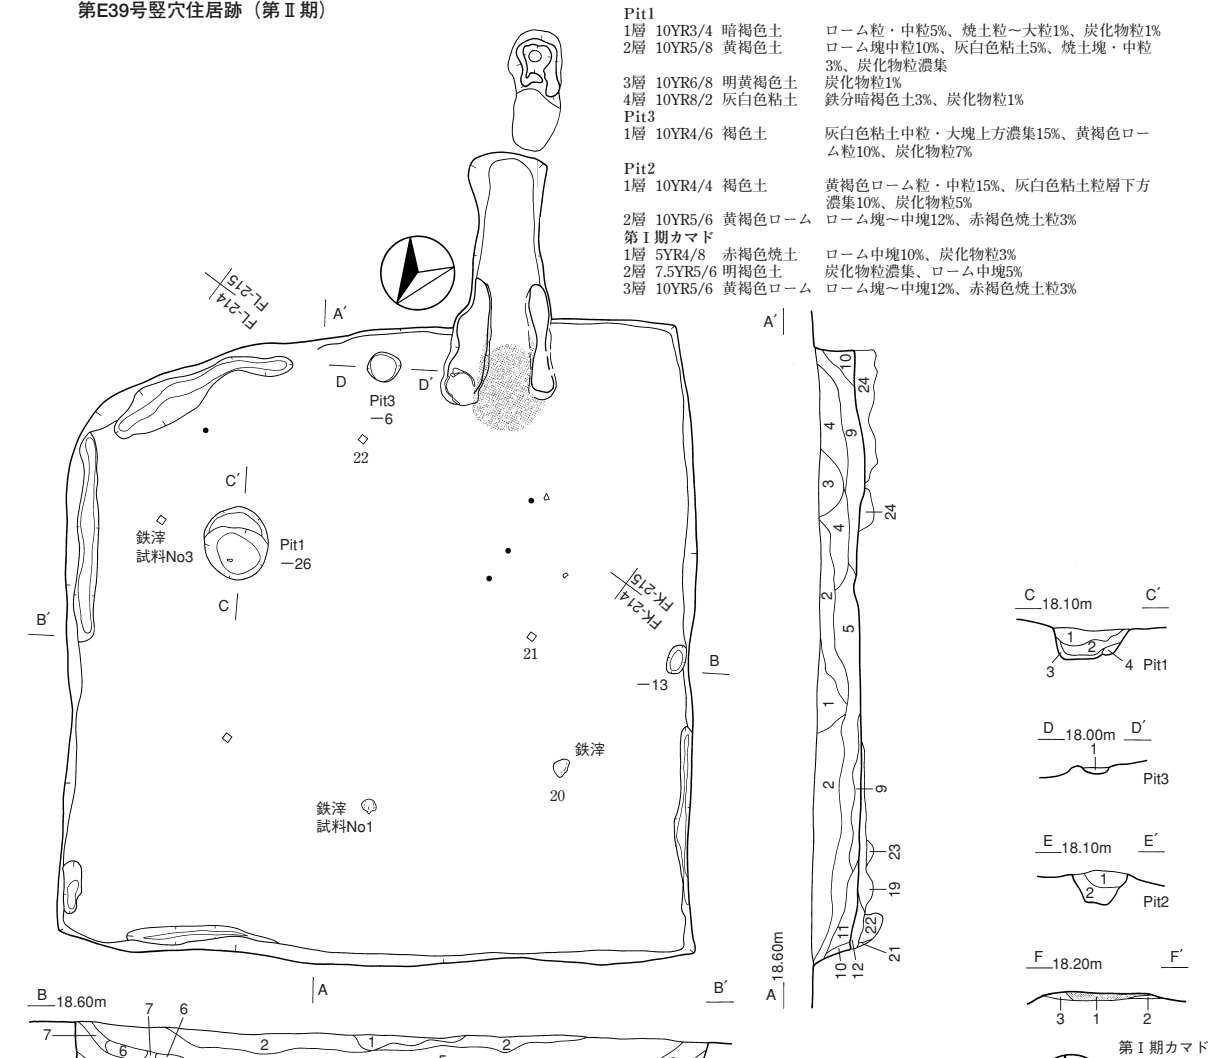 第E39号竪穴住居跡（第Ⅱ期）
Pit1
1層 10YR3/4 暗褐色土 ローム粒・中粒5%、焼土粒～大粒1%、炭化物粒1%
2層 10YR5/8 黄褐色土 ローム塊中粒10%、灰白色粘土5%、焼土塊・中粒
3%、炭化物粒濃集
3層 10YR6/8 明黄褐色土 炭化物粒1%
4層 10YR8/2 灰白色粘土 鉄分暗褐色土3%、炭化物粒1%
Pit3
1層 10YR4/6 褐色土 灰白色粘土中粒・大塊上方濃集15%、黄褐色ロー
ム粒10%、炭化物粒7%
Pit2
1層 10YR4/4 褐色土 黄褐色ローム粒・中粒15%、灰白色粘土粒層下方
濃集10%、炭化物粒5%
2層 10YR5/6 黄褐色ローム ローム塊～中塊12%、赤褐色焼土粒3%
第Ⅰ期カマド
1層 5YR4/8 赤褐色焼土 ローム中塊10%、炭化物粒3%
2層 7.5YR5/6 明褐色土 炭化物粒濃集、ローム中塊5%
3層 10YR5/6 黄褐色ローム ローム塊～中塊12%、赤褐色焼土粒3%
FL-215
FL-214
A′
D
D′
Pit3
－6
22
C′
鉄滓
試料No3
Pit1
－26
C
FK-215
FK-214
B′
21
B
－13
鉄滓
20
鉄滓
試料No1
A
B′
B 18.60m
7
7
6
6
2
1
2
5
A′
10
24
4
9
3
24
4
2
5
1
2
9
23
19
22
11
21
10
12
A 18.60m
C 18.10m C′
1
2
3
4
Pit1
D 18.00m D′
1
Pit3
E 18.10m E′
1
2
Pit2
F 18.20m F′
3
1
2
第Ⅰ期カマド